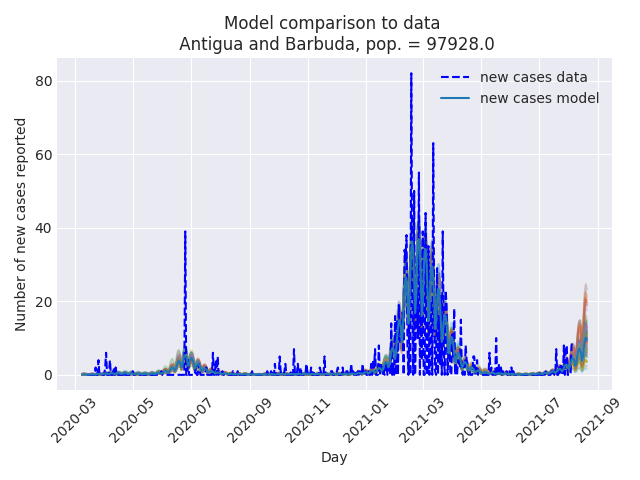 Model comparison to data
Antigua and Barbuda, pop. = 97928.0
new cases data
new cases model
Number of new cases reported
80
60
40
20
0
2020-03
2020-05
2020-07
2020-09
2020-11
2021-01
2021-03
2021-05
2021-07
2021-09
Day